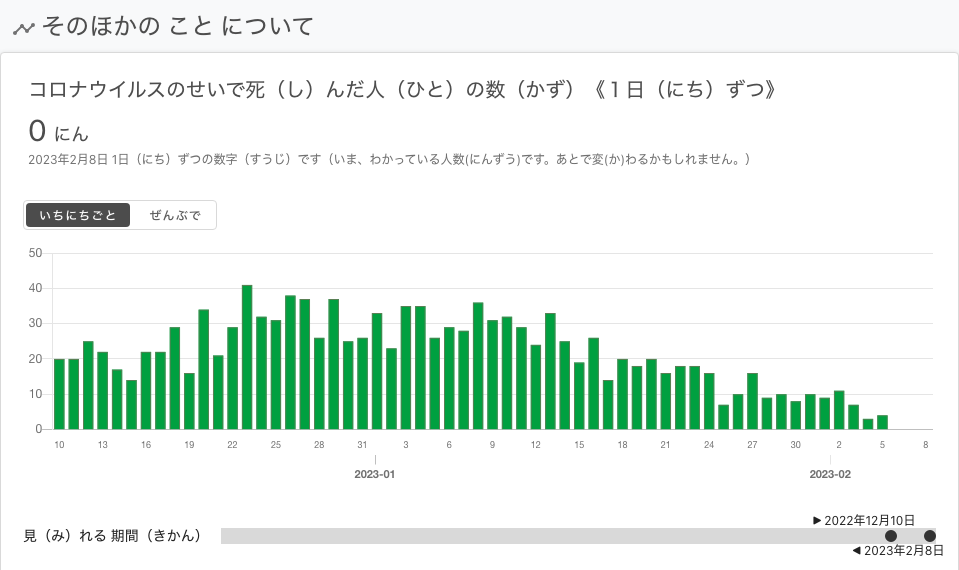 そのほかの こと について
コロナウイルスのせいで死（し）んだ人（ひと）の数（かず）《１日（にち）ずつ》
0 にん
2023年2月8日 1日（にち）ずつの数字（すうじ）です（いま、わかっている人数(にんずう)です。あとで変(か)わるかもしれません。）
いちにちごと ぜんぶで
50
40
30
20
10
0
10 13 16 19 22 25 28 31 3 6 9 12 15 18 21 24 27 30 2 5 8
2023-01 2023-02
▶ 2022年12月10日
見（み）れる 期間（きかん）
◀ 2023年2月8日